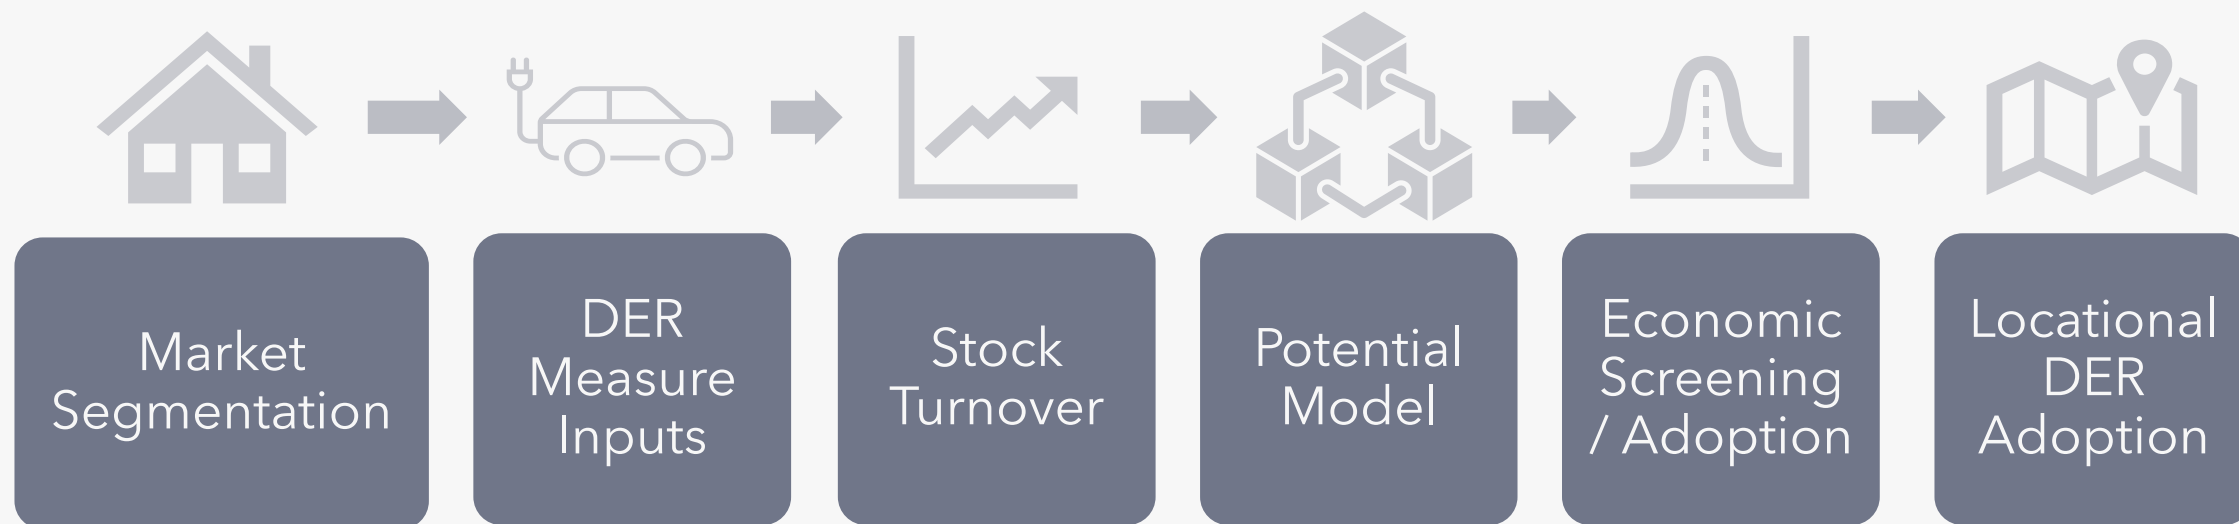 Market
Segmentation
DER
Measure
Inputs
Stock
Turnover
Potential
Model
Economic
Screening
/ Adoption
Locational
DER
Adoption